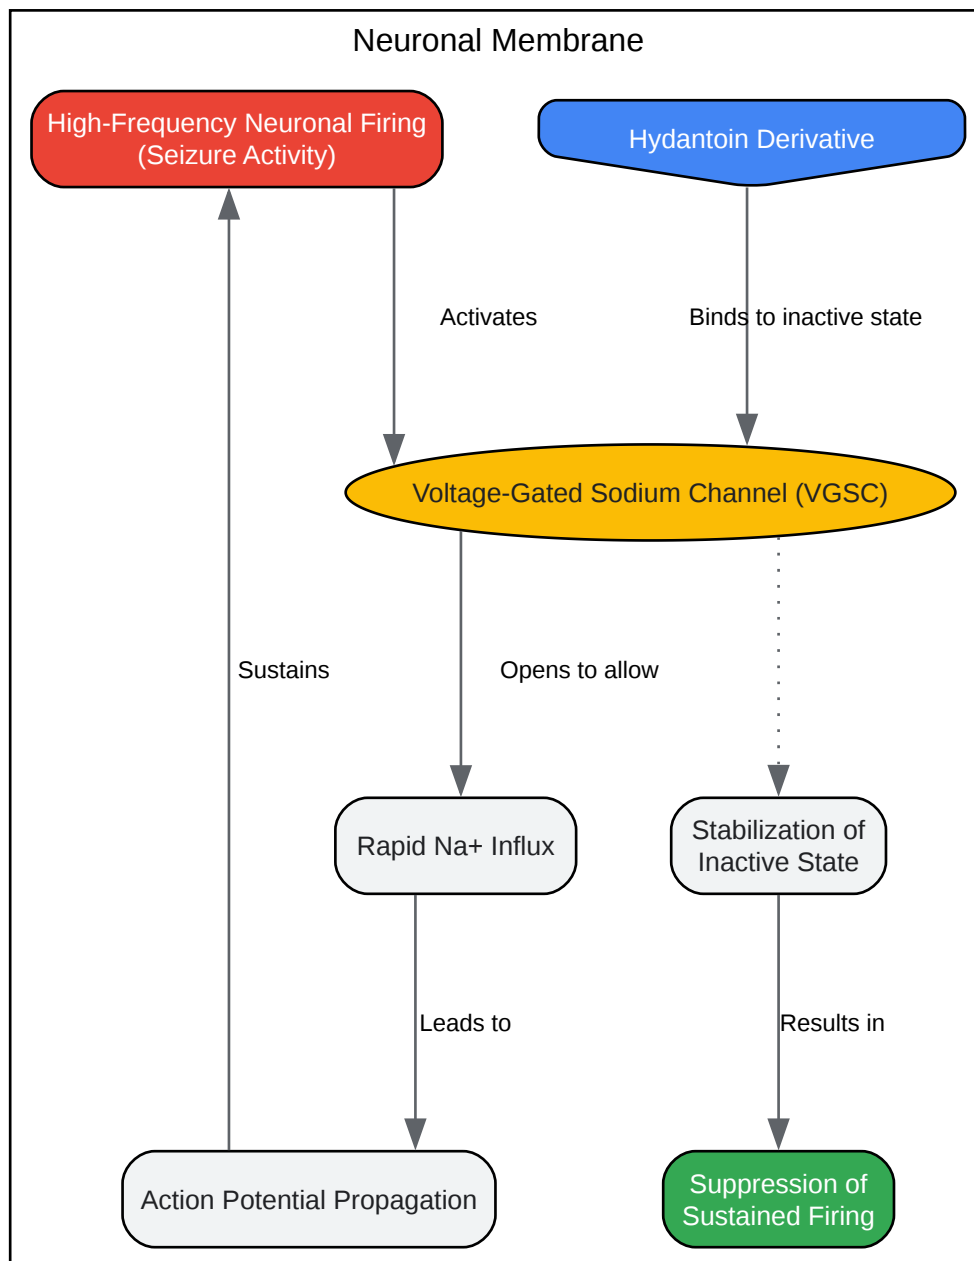 Neuronal Membrane
High-Frequency Neuronal Firing
(Seizure Activity)
Hydantoin Derivative
Activates
Binds to inactive state
Voltage-Gated Sodium Channel (VGSC)
Sustains
Opens to allow
Rapid Na+ Influx
Stabilization of
Inactive State
Leads to
Results in
Action Potential Propagation
Suppression of
Sustained Firing